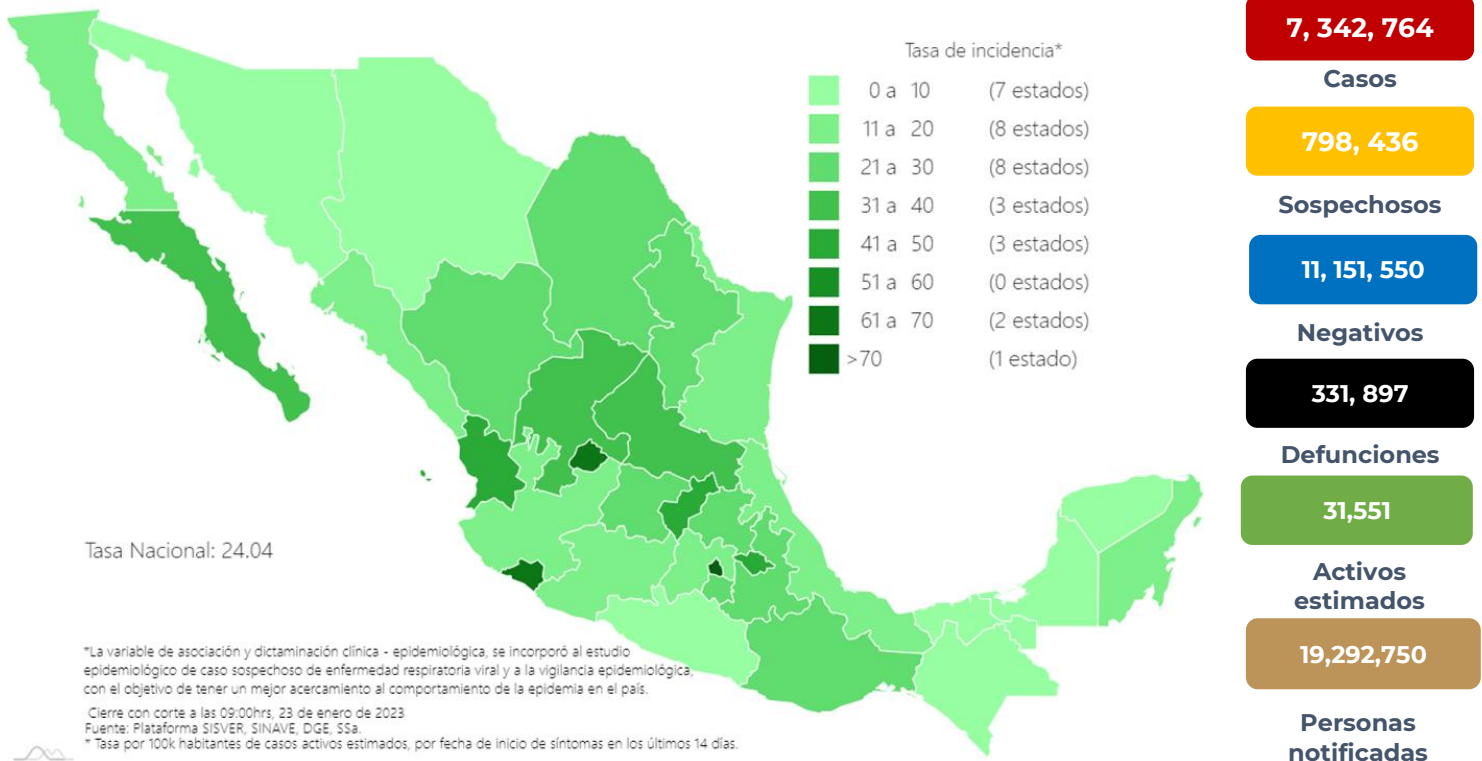 Tasa de incidencia*
0 a 10 (7 estados)
11 a 20 (8 estados)
21 a 30 (8 estados)
31 a 40 (3 estados)
41 a 50 (3 estados)
51 a 60 (0 estados)
61 a 70 (2 estados)
>70 (1 estado)
Tasa Nacional: 24.04
*La variable de asociación y dictaminación clínica - epidemiológica, se incorporó al estudio
epidemiológico de caso sospechoso de enfermedad respiratoria viral y a la vigilancia epidemiológica,
con el objetivo de tener un mejor acercamiento al comportamiento de la epidemia en el país.
Cierre con corte a las 09:00hrs, 23 de enero de 2023
Fuente: Plataforma SISVER, SINAVE, DGE, SSa.
* Tasa por 100k habitantes de casos activos estimados, por fecha de inicio de síntomas en los últimos 14 días.
7, 342, 764
Casos
798, 436
Sospechosos
11, 151, 550
Negativos
331, 897
Defunciones
31,551
Activos
estimados
19,292,750
Personas
notificadas